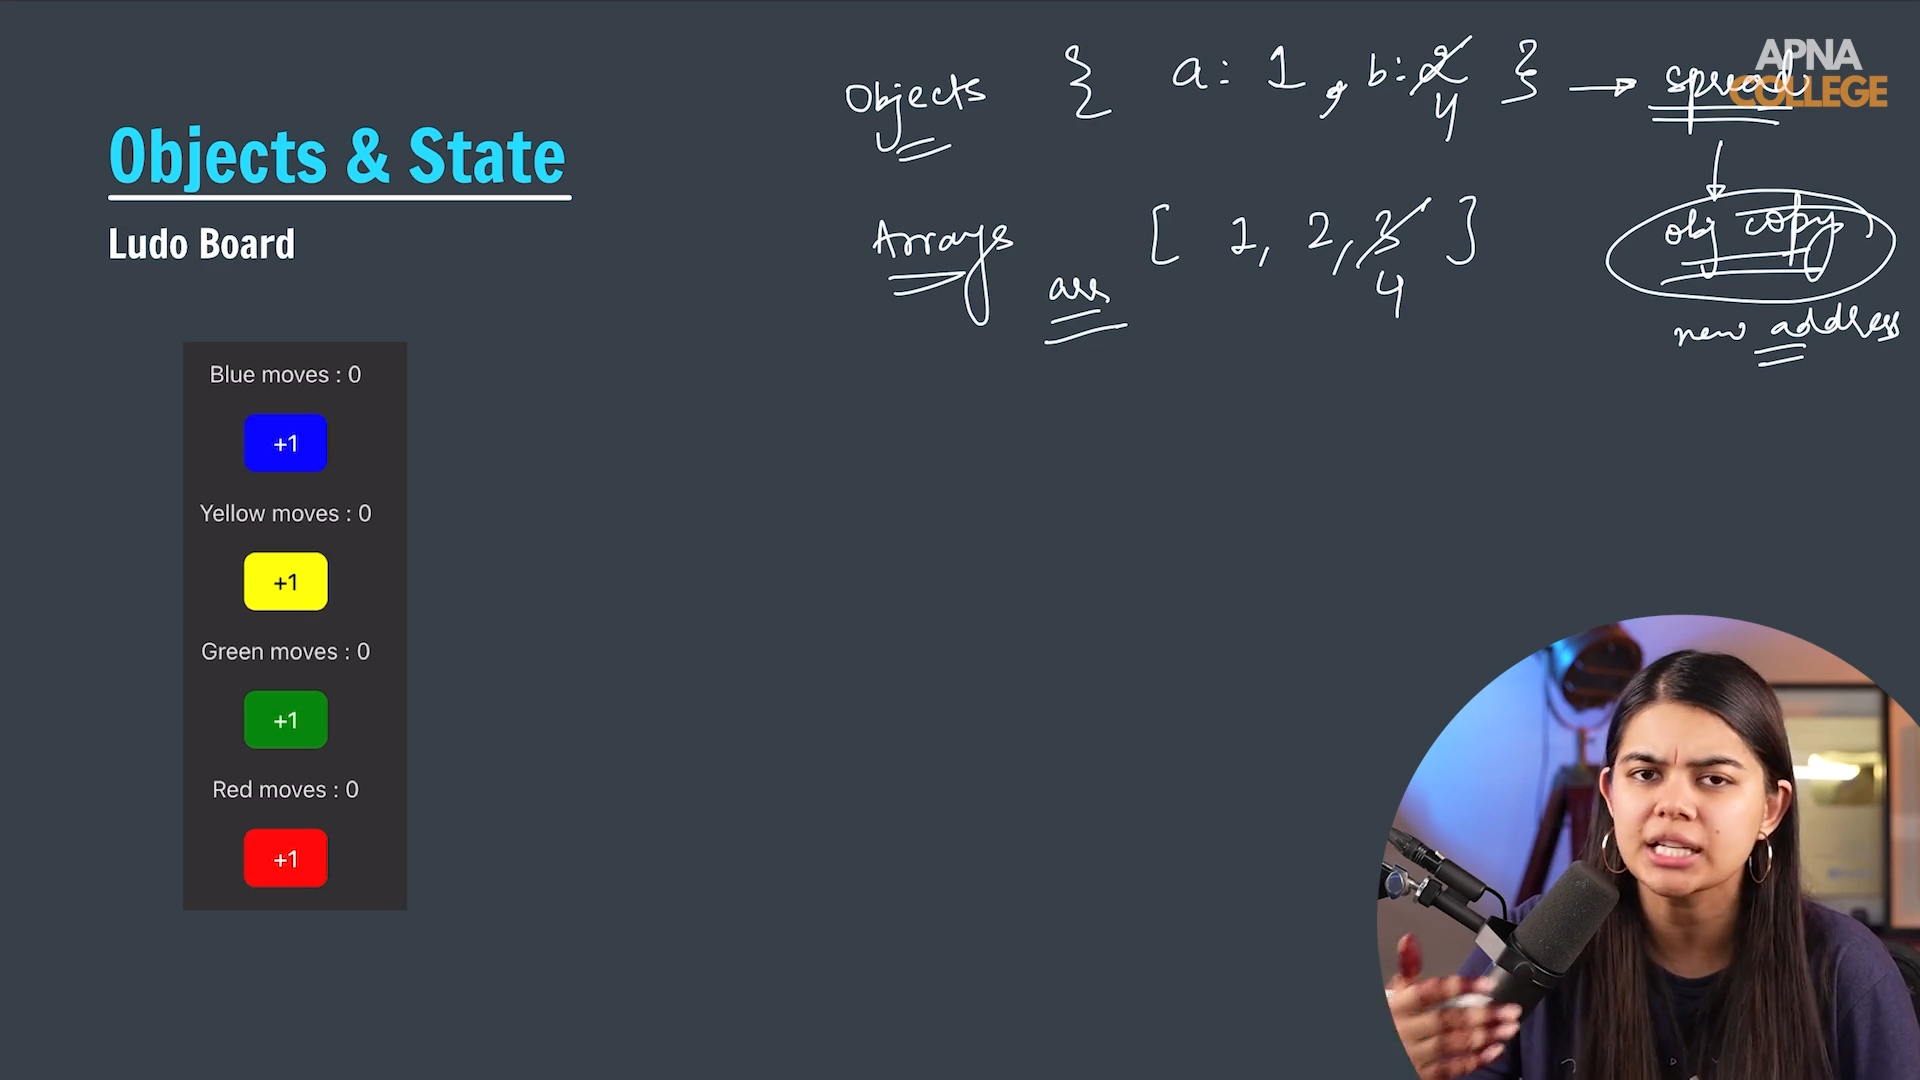 APNA
COLLEGE
Objects { a: 1, b: 2 } → spread
4
Objects & State
obj copy
Arrays [ 1, 2, 3 ]
4
arr
new address
Ludo Board
Blue moves : 0
+1
Yellow moves : 0
+1
Green moves : 0
+1
Red moves : 0
+1